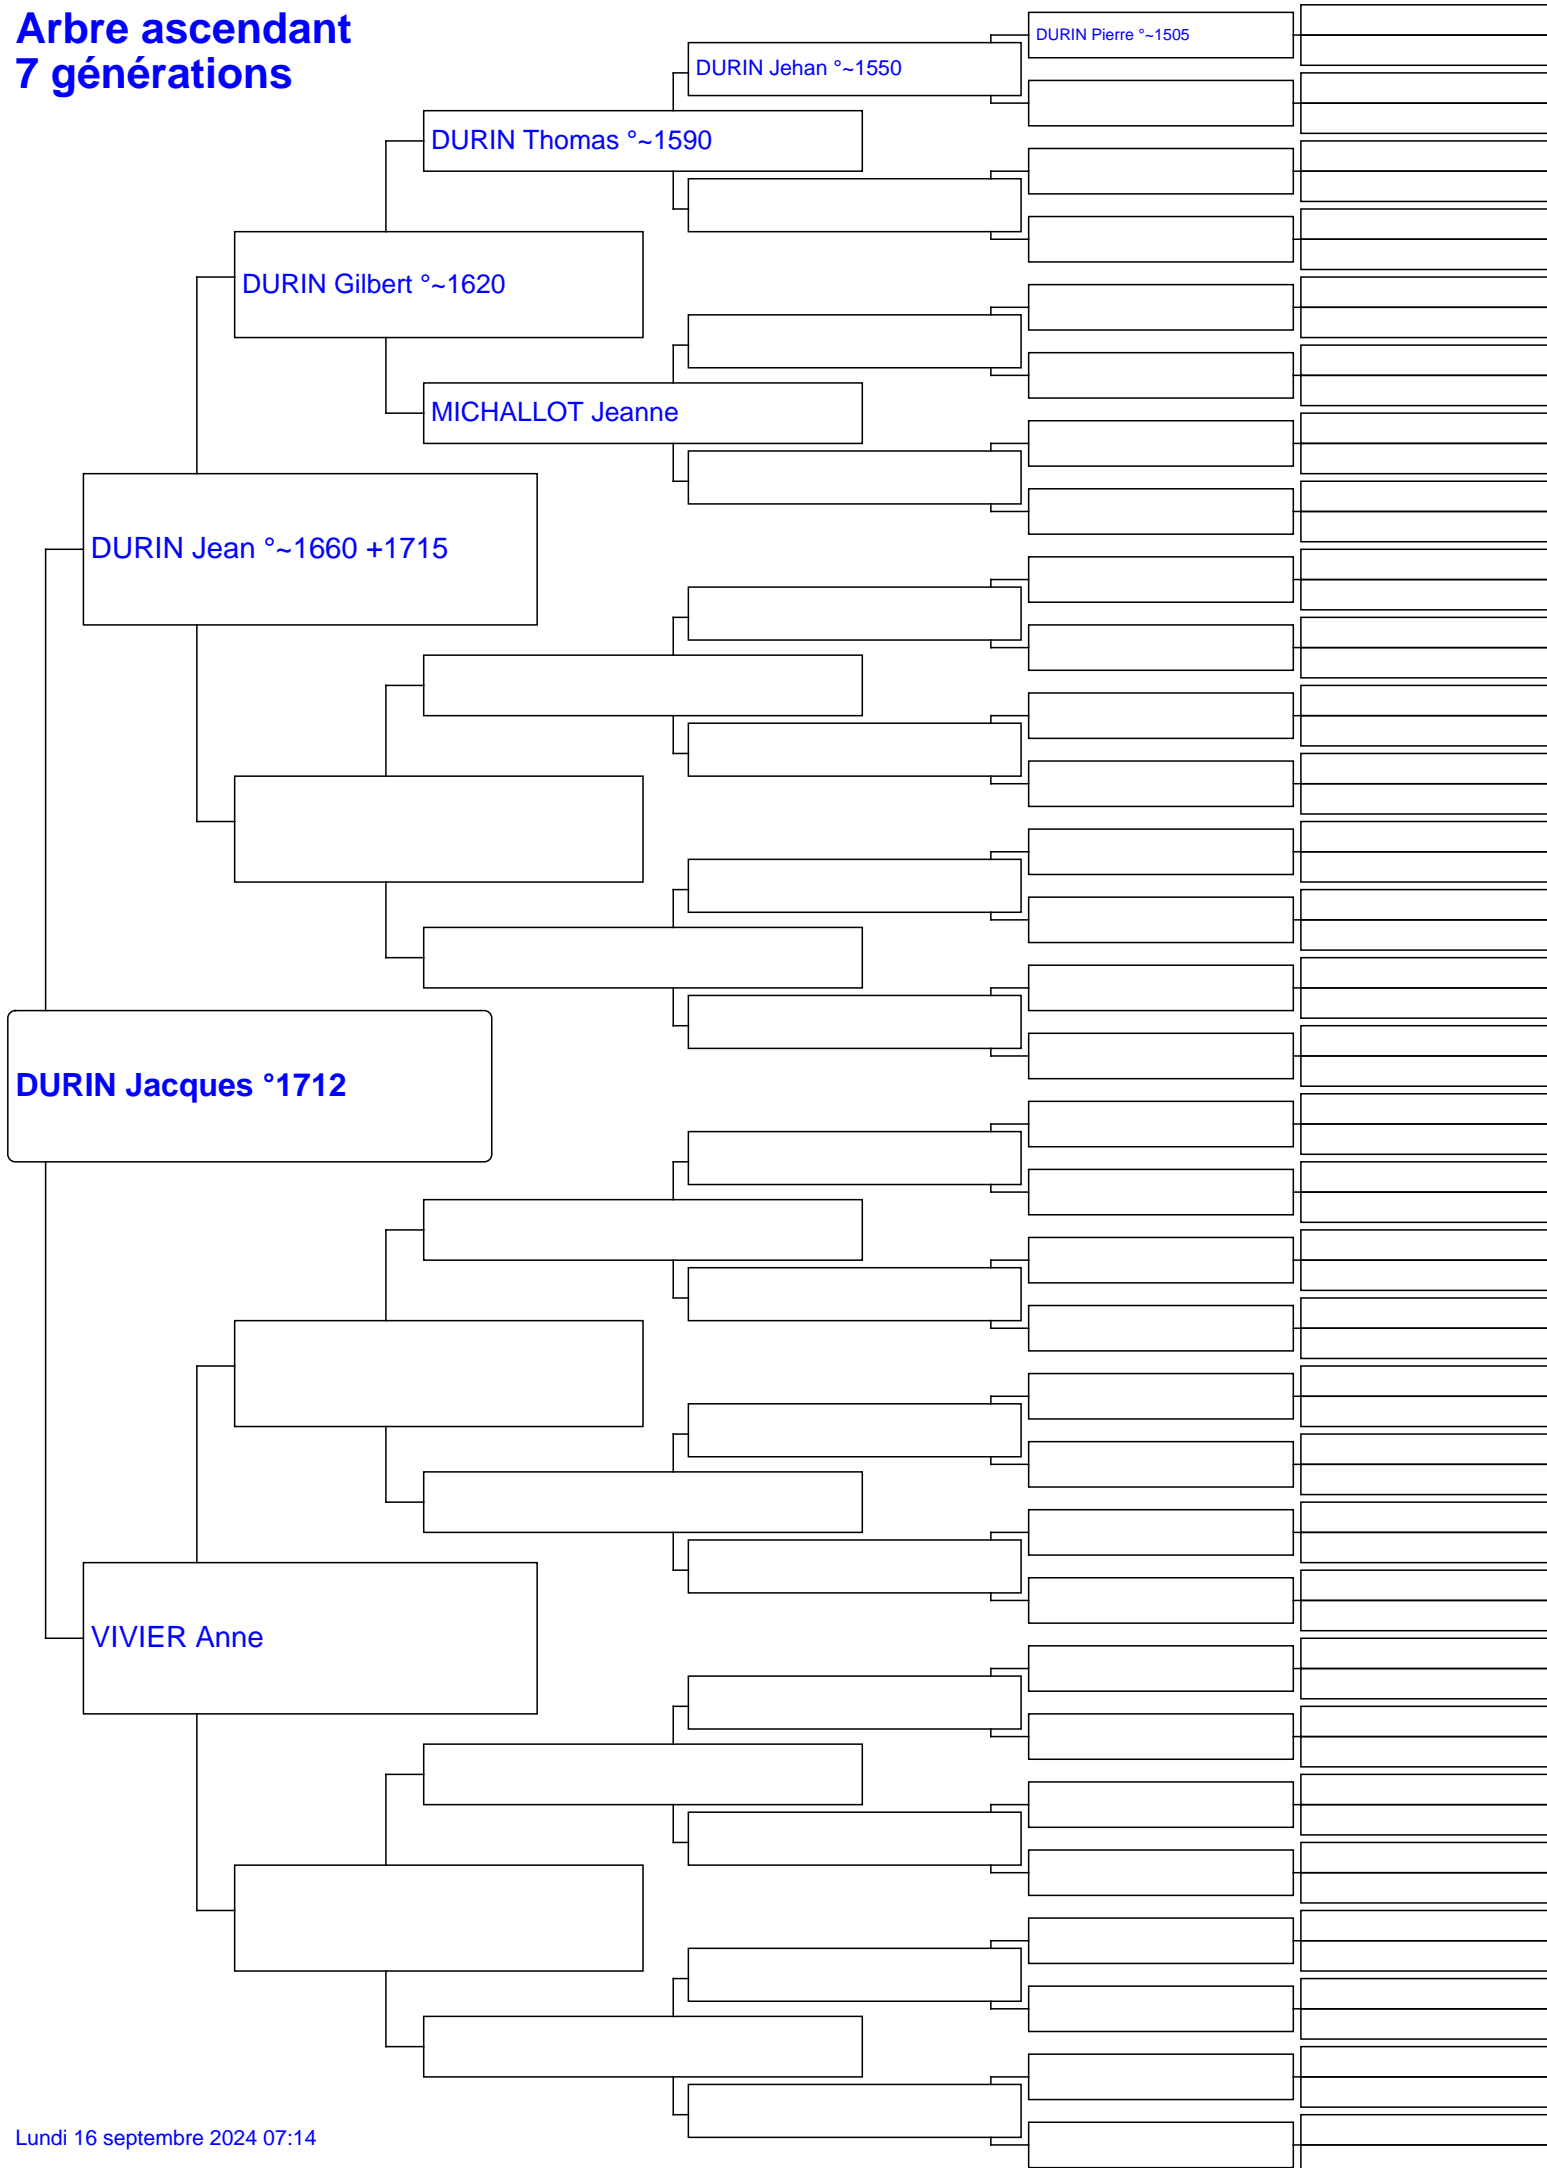 Arbre ascendant
7 générations
DURIN Pierre °~1505
DURIN Jehan °~1550
DURIN Thomas °~1590
DURIN Gilbert °~1620
MICHALLOT Jeanne
DURIN Jean °~1660 +1715
DURIN Jacques °1712
VIVIER Anne
Lundi 16 septembre 2024 07:14